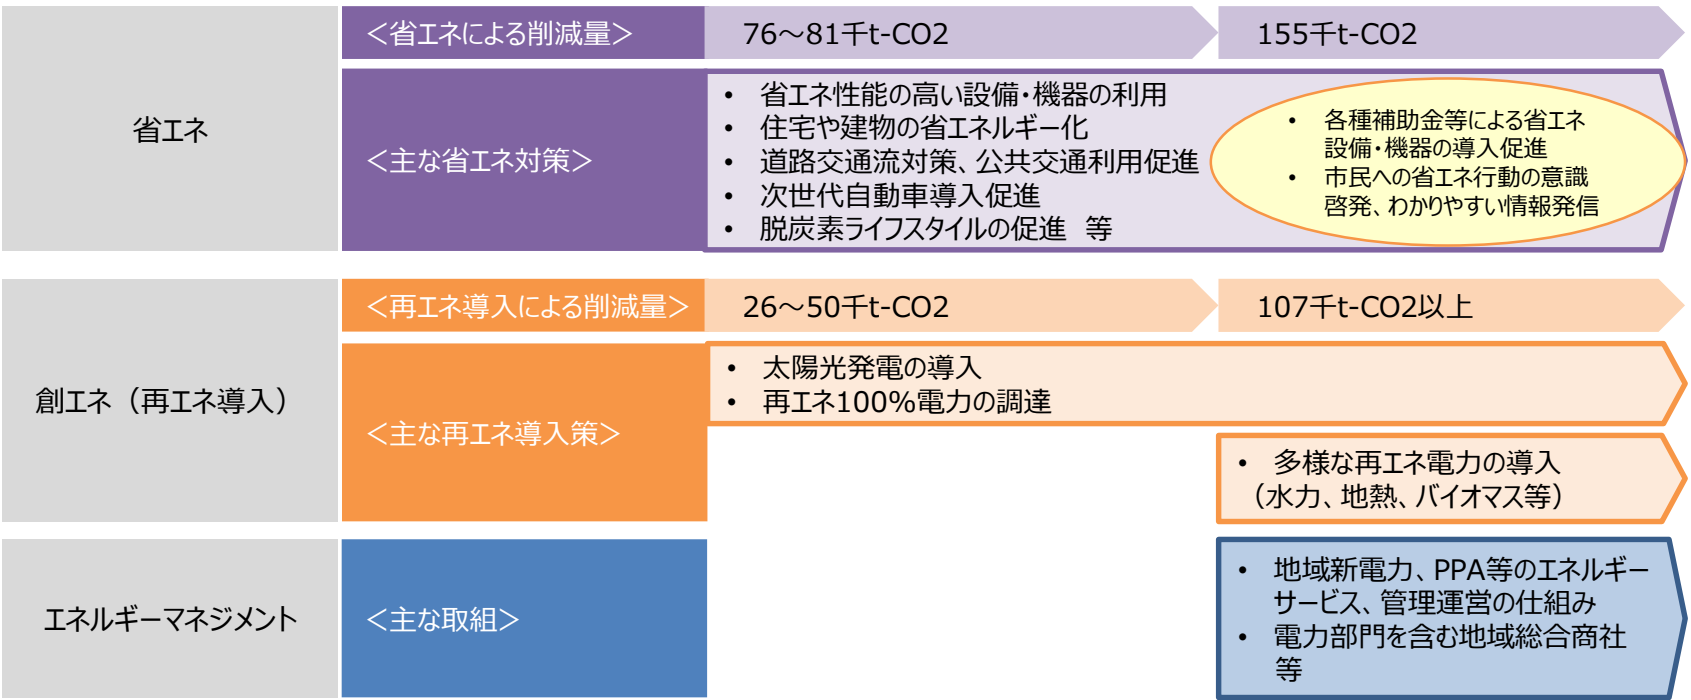 省エネ
＜省エネによる削減量＞
76～81千t-CO2
155千t-CO2
＜主な省エネ対策＞
• 省エネ性能の高い設備・機器の利用
• 住宅や建物の省エネルギー化
• 道路交通流対策、公共交通利用促進
• 次世代自動車導入促進
• 脱炭素ライフスタイルの促進　等
• 各種補助金等による省エネ
設備・機器の導入促進
• 市民への省エネ行動の意識
啓発、わかりやすい情報発信
創エネ（再エネ導入）
＜再エネ導入による削減量＞
26～50千t-CO2
107千t-CO2以上
＜主な再エネ導入策＞
• 太陽光発電の導入
• 再エネ100%電力の調達
• 多様な再エネ電力の導入
（水力、地熱、バイオマス等）
エネルギーマネジメント
＜主な取組＞
• 地域新電力、PPA等のエネルギー
サービス、管理運営の仕組み
• 電力部門を含む地域総合商社
等